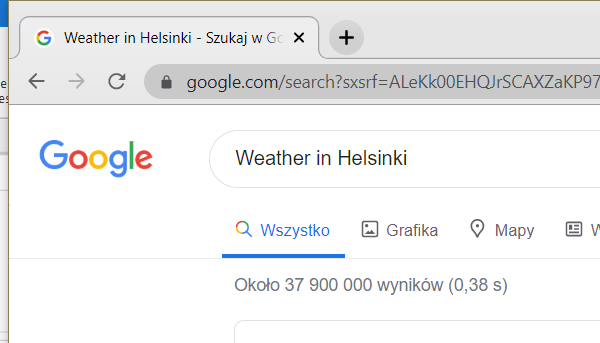 Weather in Helsinki - Szukaj w Go
google.com/search?sxsrf=ALeKk00EHQJrSCAXZaKP97
Google
Weather in Helsinki
Wszystko Grafika Mapy W
Około 37 900 000 wyników (0,38 s)